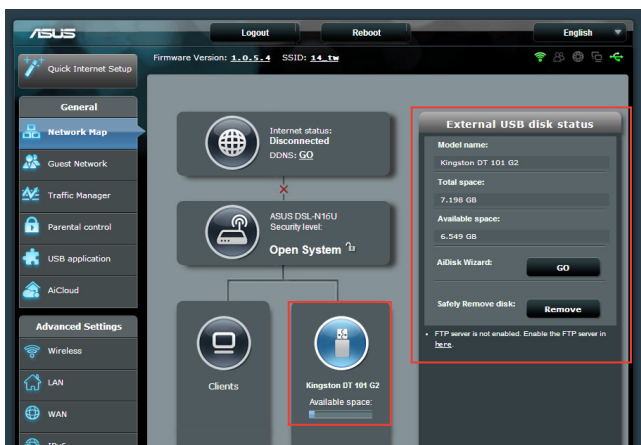 ASUS
Logout
Reboot
English
Quick Internet Setup
Firmware Version: 1.0.5.4 SSID: 14_tw
General
Network Map
Guest Network
Traffic Manager
Parental control
USB application
AiCloud
Advanced Settings
Wireless
LAN
WAN
IPv6
Internet status:
Disconnected
DDNS: GO
ASUS DSL-N16U
Security level:
Open System
Clients
Kingston DT 101 G2
Available space:
External USB disk status
Model name:
Kingston DT 101 G2
Total space:
7.198 GB
Available space:
6.549 GB
AiDisk Wizard:
GO
Safely Remove disk:
Remove
FTP server is not enabled. Enable the FTP server in
here.